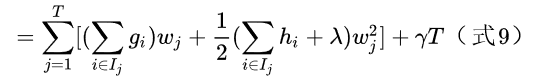 $= \sum_{j=1}^{T} [(\sum_{i \in I_j} g_i) w_j + \frac{1}{2} (\sum_{i \in I_j} h_i + \lambda) w_j^2] + \gamma T$（式9）